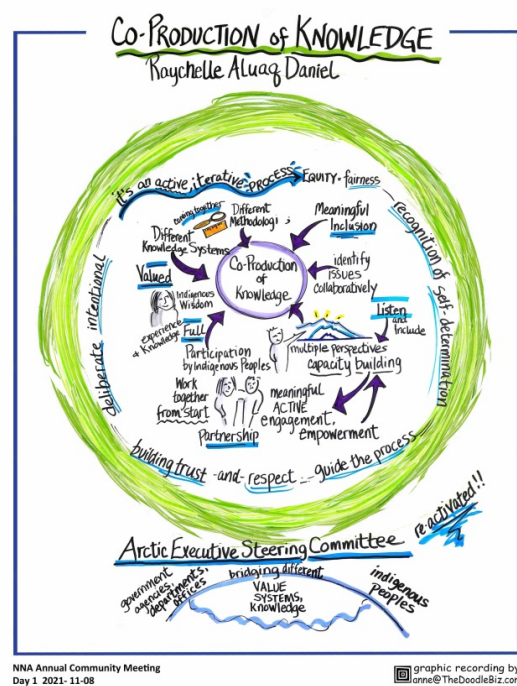 CO-PRODUCTION of KNOWLEDGE
Raychelle Aluaq Daniel
it's an active, iterative PROCESS
EQUITY · fairness
recognition of self-determination
deliberate intentional
building trust - and - respect ... guide the process
coming together
Different
Methodologi
Different
Knowledge Systems
Valued
Indigenous
Wisdom
experience
+ Knowledge
Meaningful
Inclusion
Co-Production
of
Knowledge
identify
ISSUES
collaboratively
Listen
and
Include
Full
Participation
by Indigenous Peoples
multiple perspectives
capacity building
Work
together
from start
Partnership
meaningful
ACTIVE
engagement,
empowerment
re-activated!!
Arctic Executive Steering Committee
government
agencies,
departments,
offices
bridging different
VALUE
SYSTEMS,
Knowledge
indigenous
Peoples
NNA Annual Community Meeting
Day 1 2021- 11-08
graphic recording by
anne@TheDoodleBiz.com